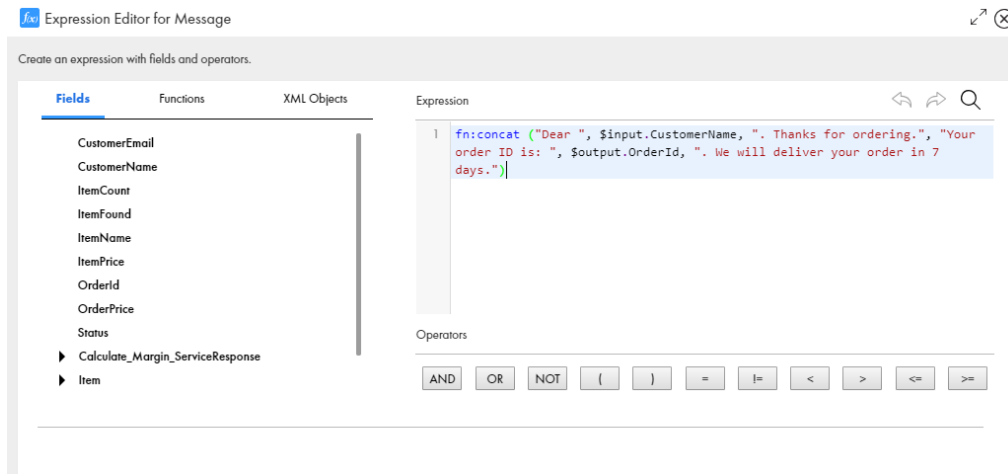 f(x) Expression Editor for Message
Create an expression with fields and operators.
Fields Functions XML Objects
CustomerEmail
CustomerName
ItemCount
ItemFound
ItemName
ItemPrice
OrderId
OrderPrice
Status
Calculate_Margin_ServiceResponse
Item
Expression
1 fn:concat ("Dear ", $input.CustomerName, ". Thanks for ordering.", "Your
order ID is: ", $output.OrderId, ". We will deliver your order in 7
days.")
Operators
AND OR NOT ( ) = != < > <= >=